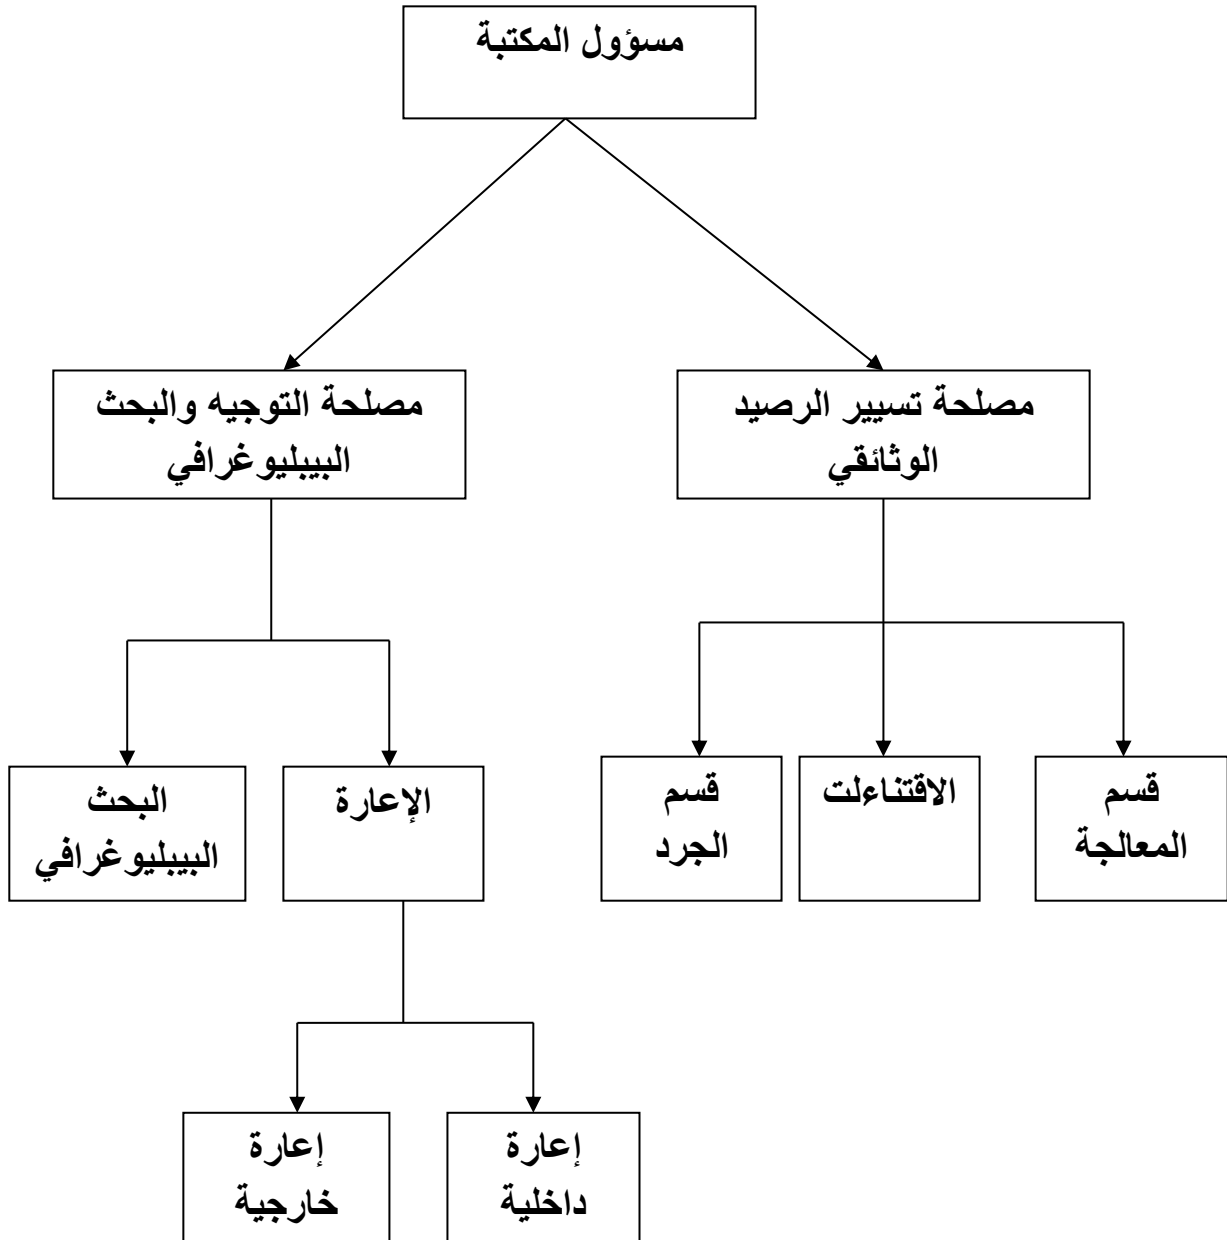 مسؤول المكتبة
مصلحة تسيير الرصيد
الوثائقي
مصلحة التوجيه والبحث
البيبليوغرافي
قسم
المعالجة
الاقتناءلت
قسم
الجرد
الإعارة
البحث
البيبليوغرافي
إعارة
داخلية
إعارة
خارجية